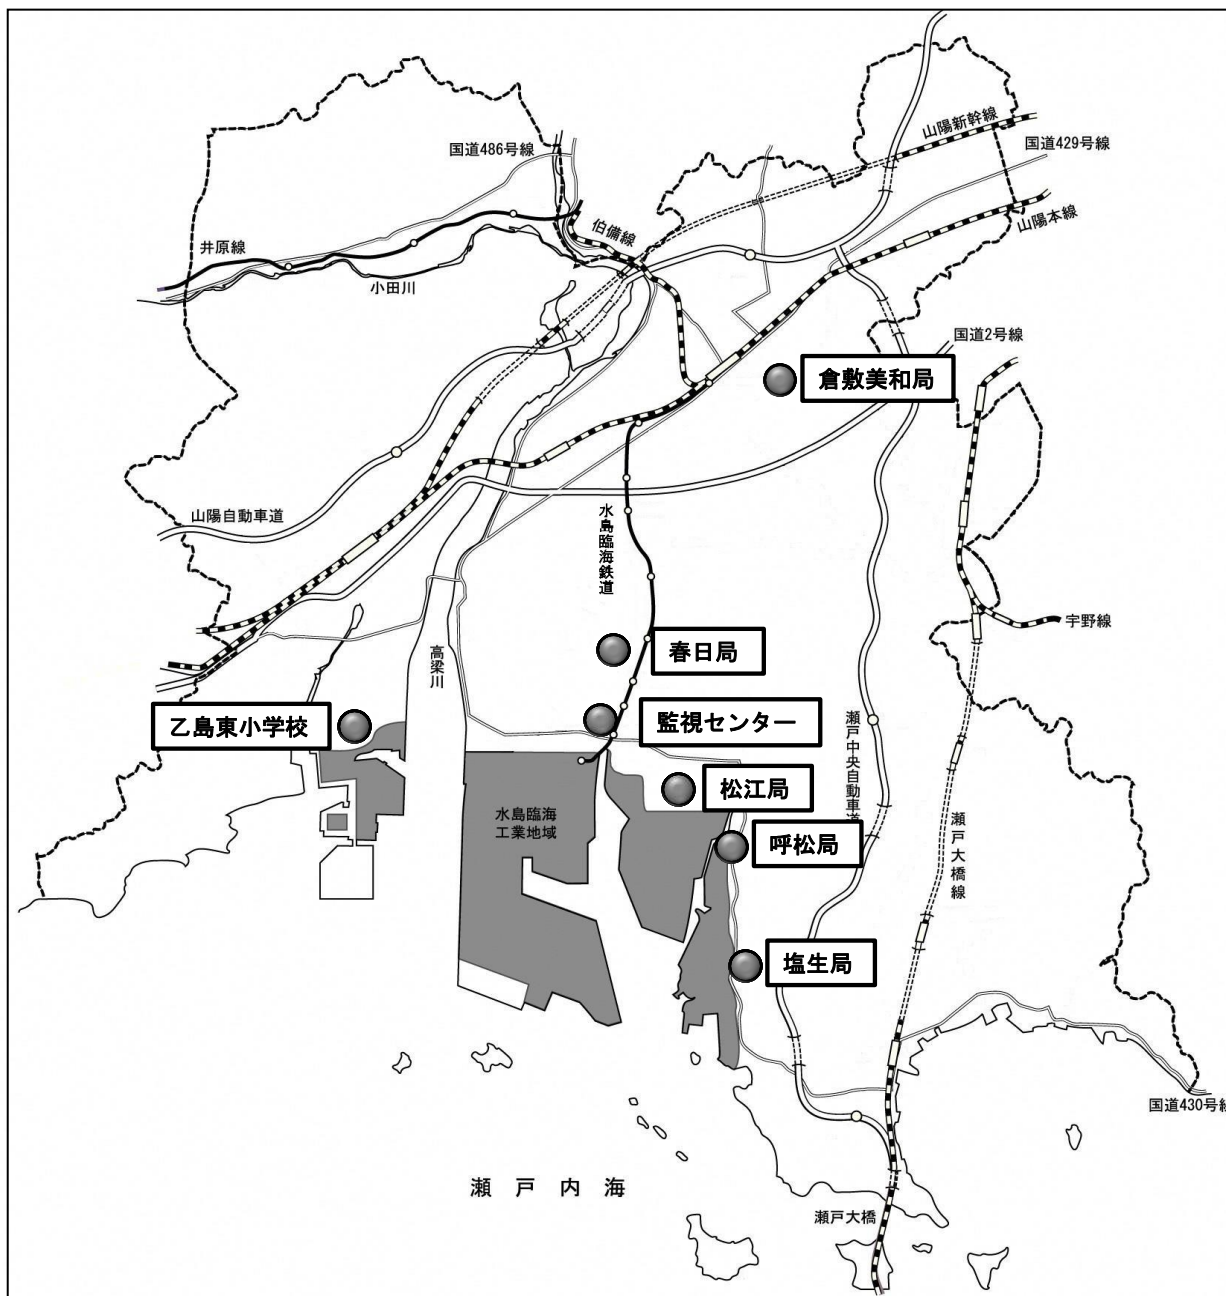 山陽新幹線
国道486号線
国道429号線
山陽本線
伯備線
井原線
小田川
国道2号線
倉敷美和局
山陽自動車道
水島臨海鉄道
宇野線
春日局
高梁川
乙島東小学校
監視センター
瀬戸中央自動車道
松江局
水島臨海
工業地域
呼松局
瀬戸大橋線
塩生局
国道430号線
瀬戸内海
瀬戸大橋